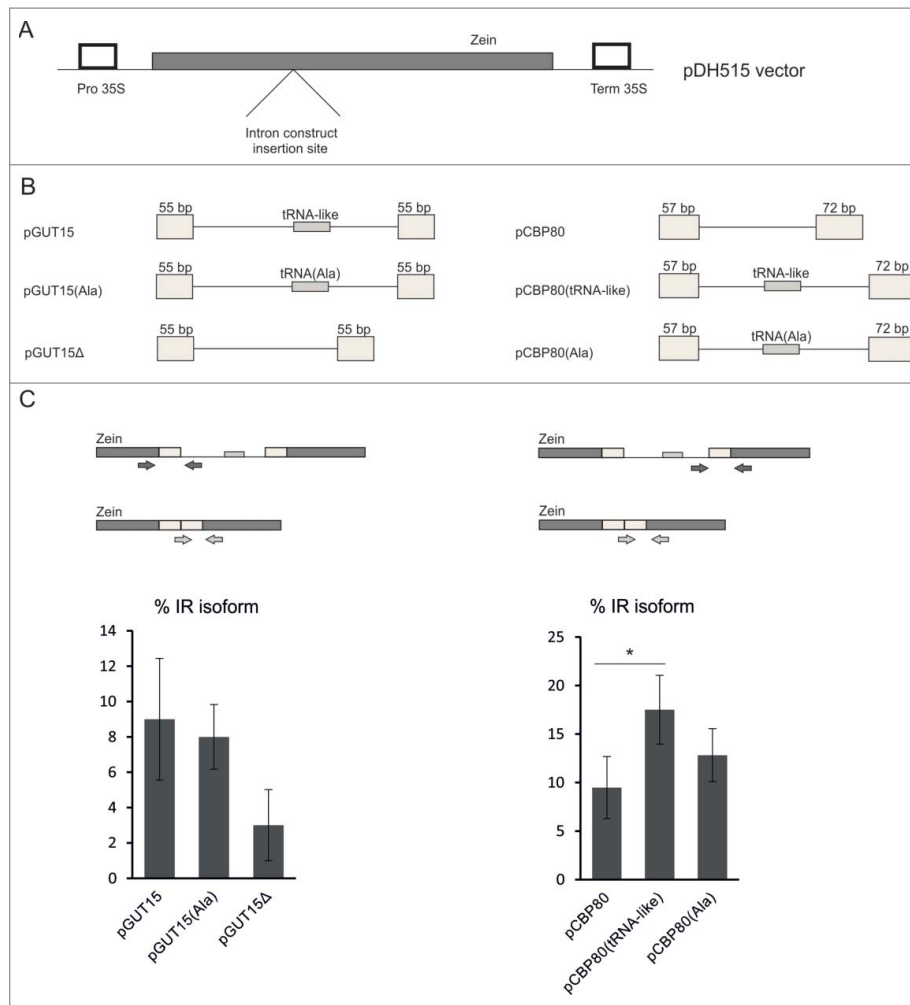 A
Zein
Pro 35S
Term 35S
pDH515 vector
Intron construct
insertion site
B
55 bp
tRNA-like
55 bp
pGUT15
55 bp
tRNA(Ala)
55 bp
pGUT15(Ala)
55 bp
55 bp
pGUT15Δ
57 bp
72 bp
pCBP80
57 bp
tRNA-like
72 bp
pCBP80(tRNA-like)
57 bp
tRNA(Ala)
72 bp
pCBP80(Ala)
C
Zein
Zein
% IR isoform
14
12
10
8
6
4
2
0
pGUT15
pGUT15(Ala)
pGUT15Δ
Zein
Zein
% IR isoform
25
20
15
10
5
0
*
pCBP80
pCBP80(tRNA-like)
pCBP80(Ala)